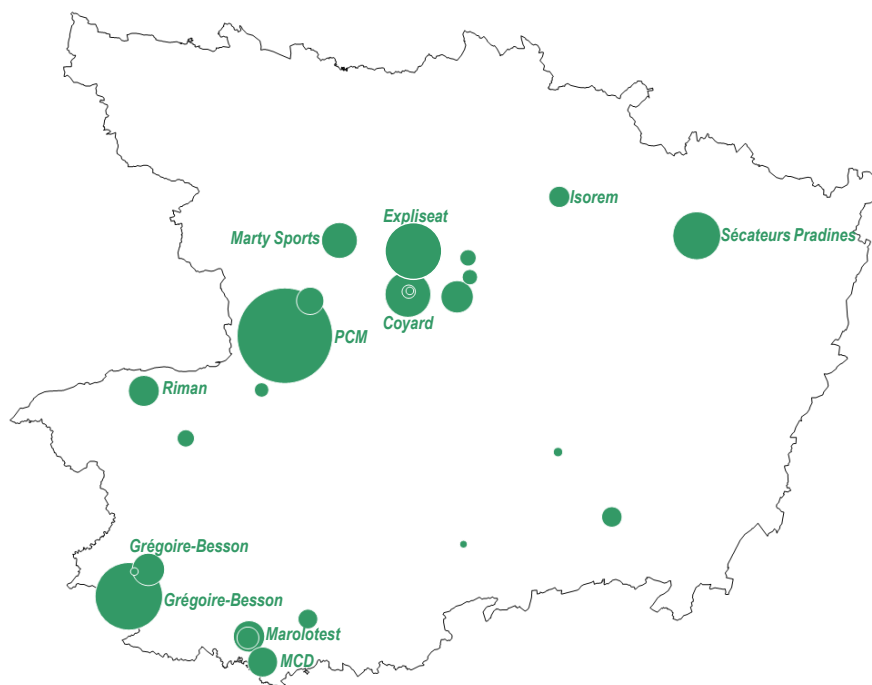 Isorem
Expliseat
Marty Sports
Sécateurs Pradines
Coyard
PCM
Riman
Grégoire-Besson
Grégoire-Besson
Marolotest
MCD